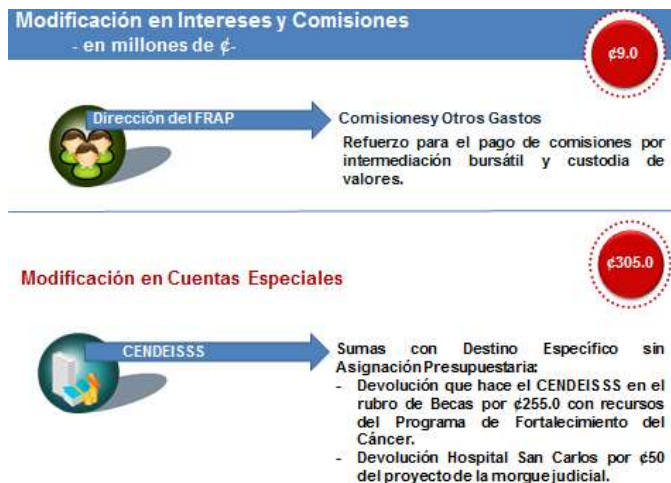 Modificación en Intereses y Comisiones
- en millones de ₡-
₡9.0
Dirección del FRAP
Comisionesy Otros Gastos
Refuerzo para el pago de comisiones por
intermediación bursátil y custodia de
valores.
₡305.0
Modificación en Cuentas Especiales
CENDEISSS
Sumas con Destino Específico sin
Asignación Presupuestaria:
- Devolución que hace el CENDEISSS en el
rubro de Becas por ₡255.0 con recursos
del Programa de Fortalecimiento del
Cáncer.
- Devolución Hospital San Carlos por ₡50
del proyecto de la morgue judicial.